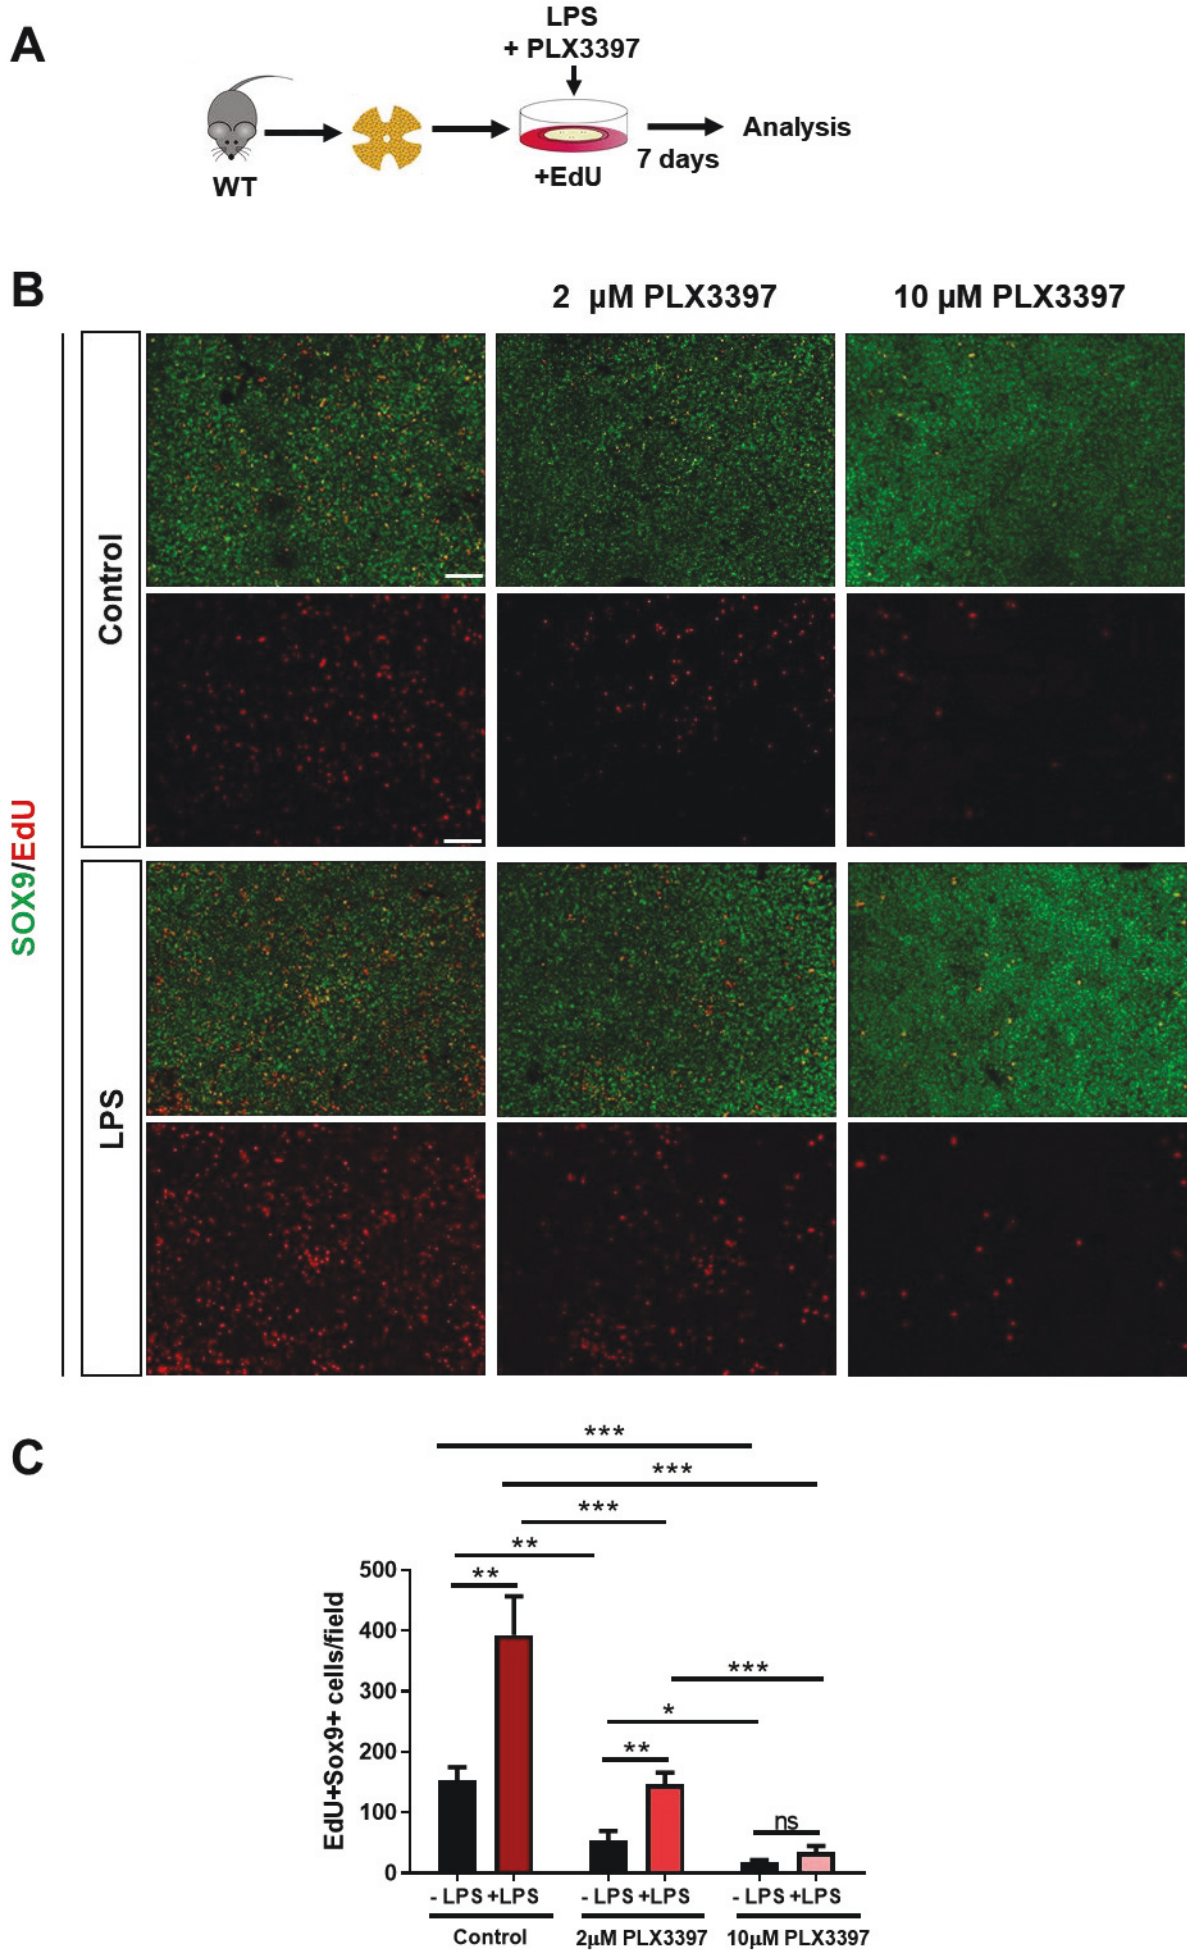 A
LPS
+ PLX3397
WT
+EdU
7 days
Analysis
B
2 µM PLX3397
10 µM PLX3397
SOX9/EdU
Control
LPS
C
***
***
***
**
**
***
*
**
ns
EdU+Sox9+ cells/field
500
400
300
200
100
0
- LPS +LPS
- LPS +LPS
- LPS +LPS
Control
2µM PLX3397
10µM PLX3397